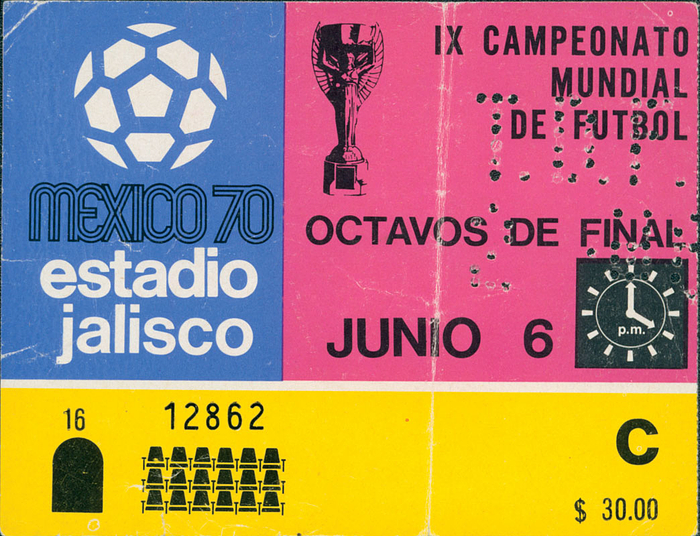 MEXICO 70
estadio
jalisco
IX CAMPEONATO
MUNDIAL
DE FUTBOL
OCTAVOS DE FINAL
JUNIO 6
p.m.
16
12862
C
$ 30.00